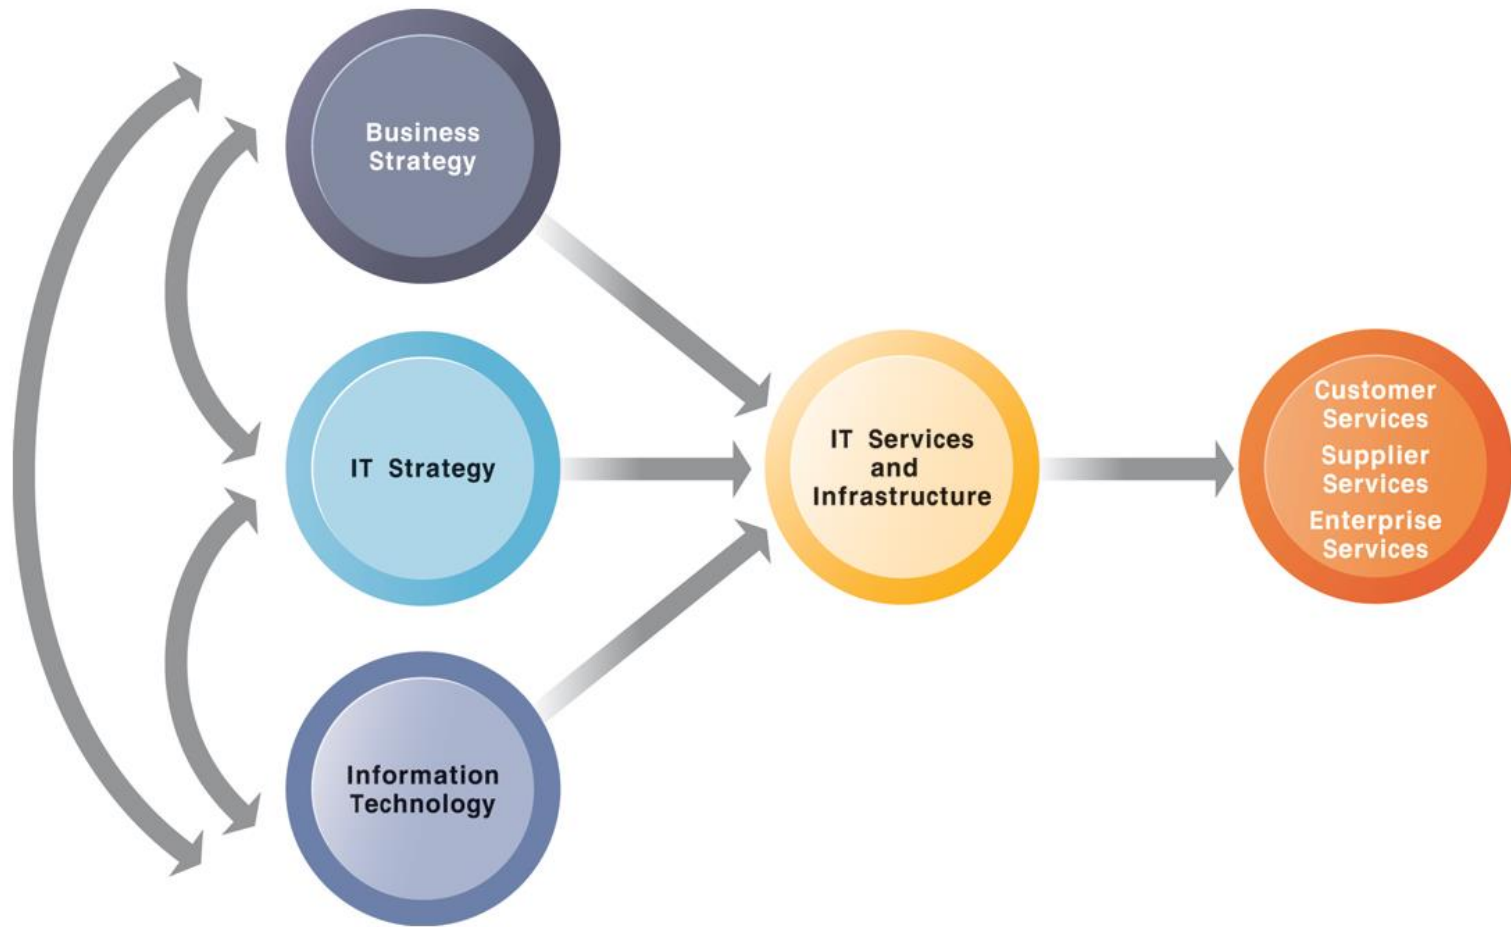 Business
Strategy
IT Strategy
Information
Technology
IT Services
and
Infrastructure
Customer
Services
Supplier
Services
Enterprise
Services